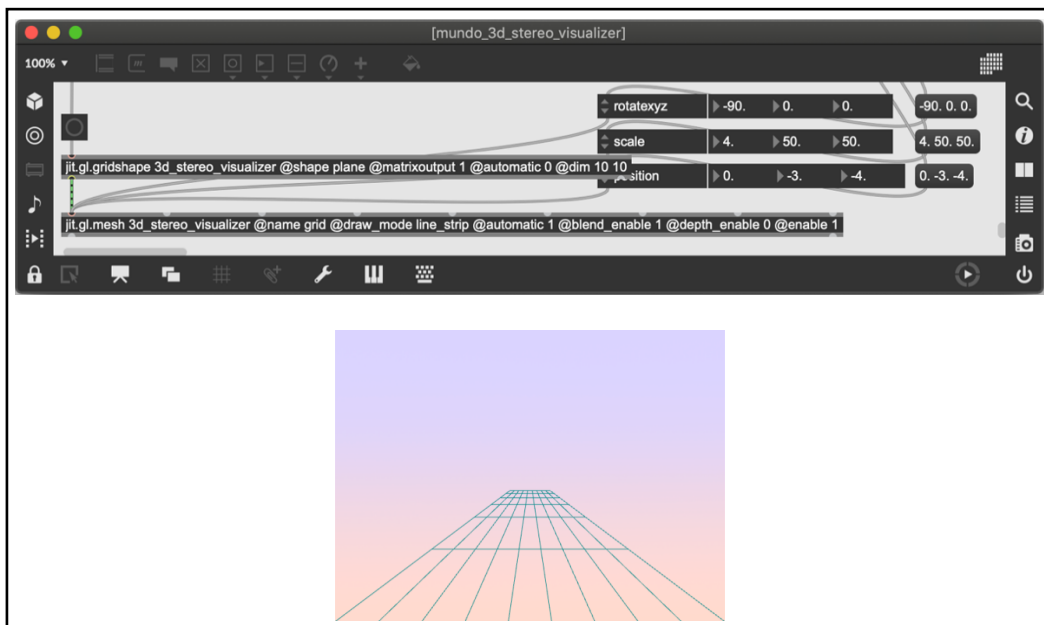 [mundo_3d_stereo_visualizer]
100%
rotatexyz -90. 0. 0. -90. 0. 0.
scale 4. 50. 50. 4. 50. 50.
jit.gl.gridshape 3d_stereo_visualizer @shape plane @matrixoutput 1 @automatic 0 @dim 10 10
position 0. -3. -4. 0. -3. -4.
jit.gl.mesh 3d_stereo_visualizer @name grid @draw_mode line_strip @automatic 1 @blend_enable 1 @depth_enable 0 @enable 1